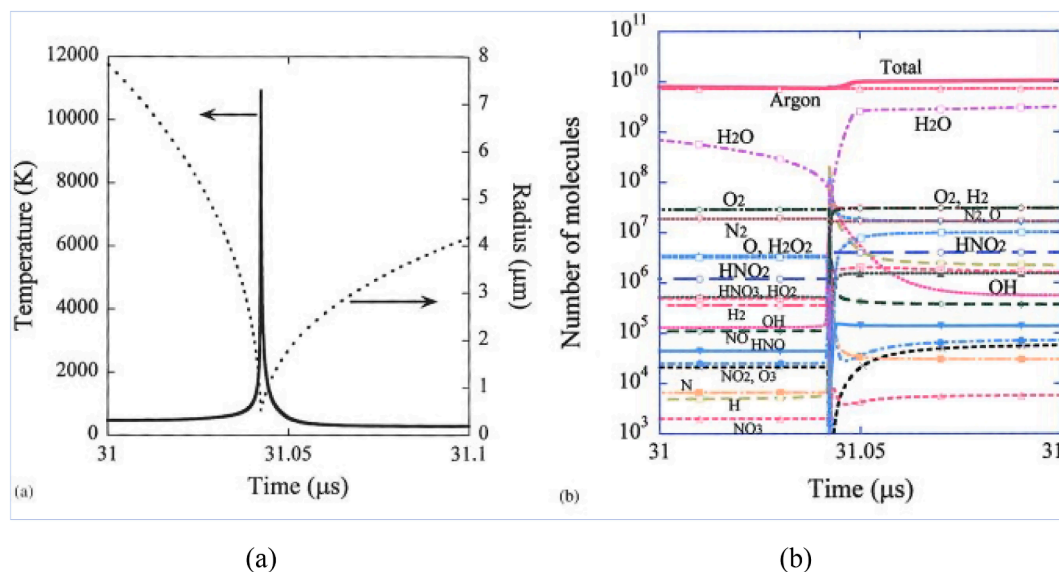 12000
10000
8000
6000
4000
2000
0
Temperature (K)
8
7
6
5
4
3
2
1
0
Radius (μm)
31
31.05
31.1
Time (μs)
(a)
10^11
10^10
10^9
10^8
10^7
10^6
10^5
10^4
10^3
Number of molecules
Total
Argon
H2O
H2O
O2
O2, H2
N2
N2, O
O, H2O2
HNO2
HNO2
HNO3, HO2
OH
H2
OH
NO
HNO
NO2, O3
N
H
NO3
31
31.05
31
Time (μs)
(b)
(a)
(b)